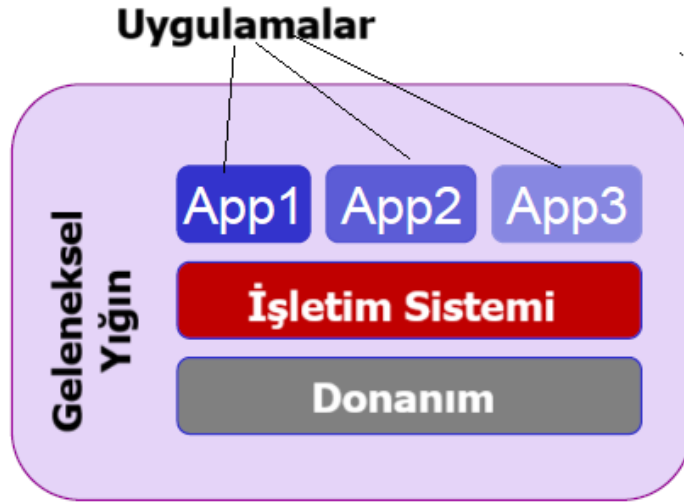 Uygulamalar
Geleneksel
Yığın
App1 App2 App3
İşletim Sistemi
Donanım